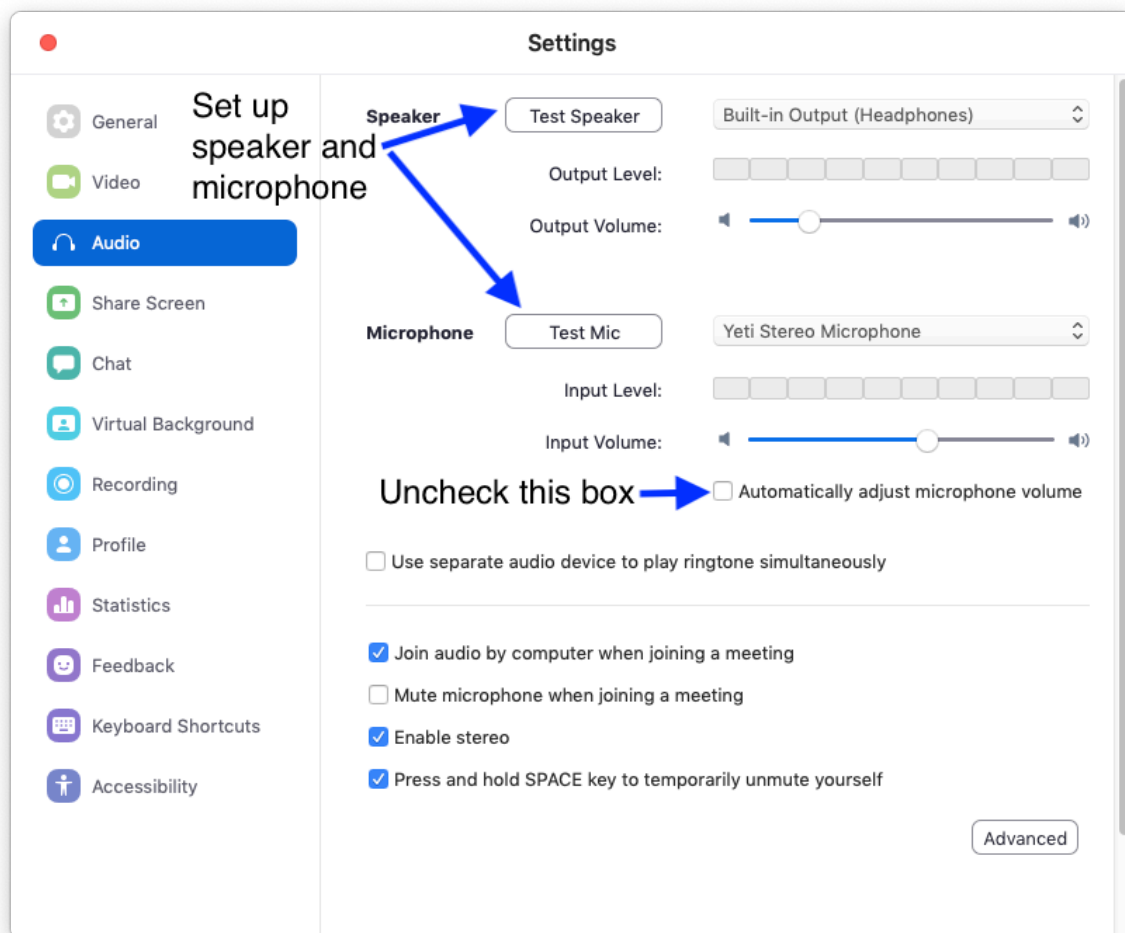 Settings
General
Video
Audio
Share Screen
Chat
Virtual Background
Recording
Profile
Statistics
Feedback
Keyboard Shortcuts
Accessibility
Set up
speaker and
microphone
Speaker Test Speaker Built-in Output (Headphones)
Output Level:
Output Volume:
Microphone Test Mic Yeti Stereo Microphone
Input Level:
Input Volume:
Uncheck this box Automatically adjust microphone volume
Use separate audio device to play ringtone simultaneously
Join audio by computer when joining a meeting
Mute microphone when joining a meeting
Enable stereo
Press and hold SPACE key to temporarily unmute yourself
Advanced